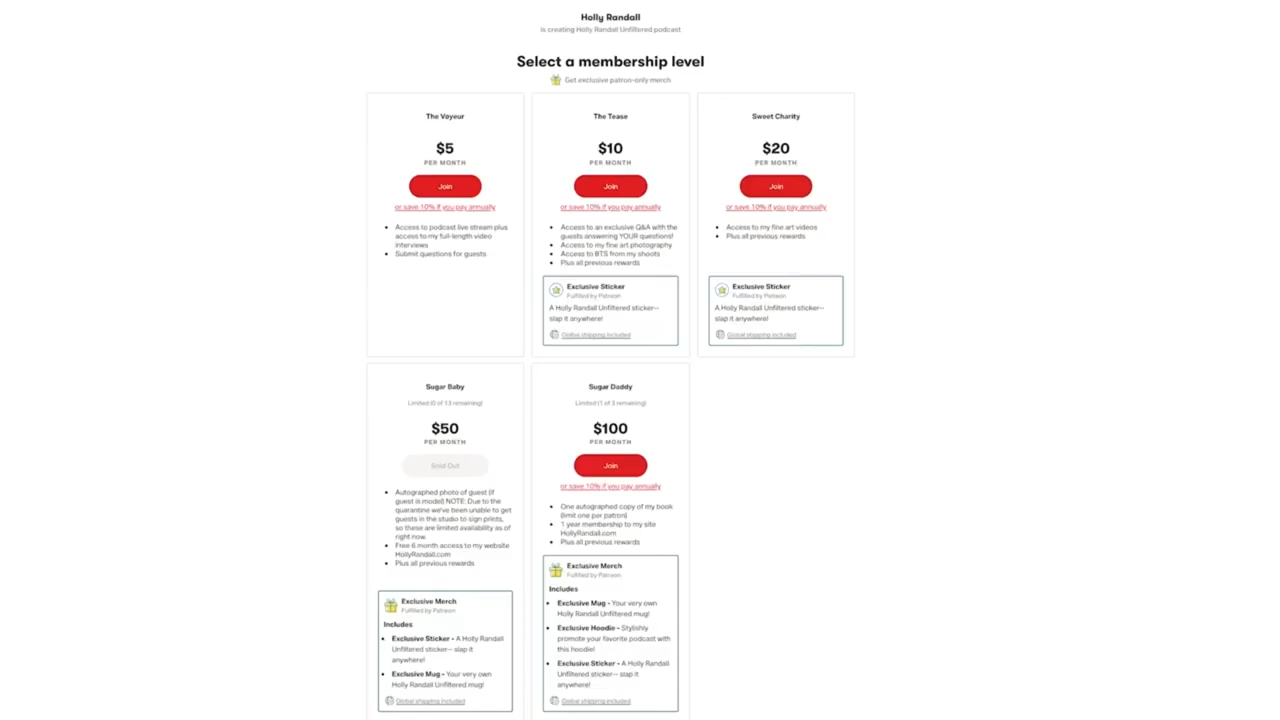 Holly Randall
is creating Holly Randall Unfiltered podcast
Select a membership level
Get exclusive patron-only merch
The Voyeur
$5
PER MONTH
Join
or save 10% if you pay annually
Access to podcast live stream plus
access to my full-length video
interviews
Submit questions for guests
The Tease
$10
PER MONTH
Join
or save 10% if you pay annually
Access to an exclusive Q&A with the
guests answering YOUR questions!
Access to my fine art photography
Access to BTS from my shoots
Plus all previous rewards
Exclusive Sticker
Fulfilled by Patreon
A Holly Randall Unfiltered sticker--
slap it anywhere!
Global shipping included
Sweet Charity
$20
PER MONTH
Join
or save 10% if you pay annually
Access to my fine art videos
Plus all previous rewards
Exclusive Sticker
Fulfilled by Patreon
A Holly Randall Unfiltered sticker--
slap it anywhere!
Global shipping included
Sugar Baby
Limited (0 of 13 remaining)
$50
PER MONTH
Sold Out
Autographed photo of guest (if
guest is model) NOTE: Due to the
quarantine we've been unable to get
guests in the studio to sign prints,
so these are limited availability as of
right now.
Free 6 month access to my website
HollyRandall.com
Plus all previous rewards
Exclusive Merch
Fulfilled by Patreon
Includes
Exclusive Sticker - A Holly Randall
Unfiltered sticker-- slap it
anywhere!
Exclusive Mug - Your very own
Holly Randall Unfiltered mug!
Global shipping included
Sugar Daddy
Limited (1 of 3 remaining)
$100
PER MONTH
Join
or save 10% if you pay annually
One autographed copy of my book
(limit one per patron)
1 year membership to my site
HollyRandall.com
Plus all previous rewards
Exclusive Merch
Fulfilled by Patreon
Includes
Exclusive Mug - Your very own
Holly Randall Unfiltered mug!
Exclusive Hoodie - Stylishly
promote your favorite podcast with
this hoodie!
Exclusive Sticker - A Holly Randall
Unfiltered sticker-- slap it
anywhere!
Global shipping included